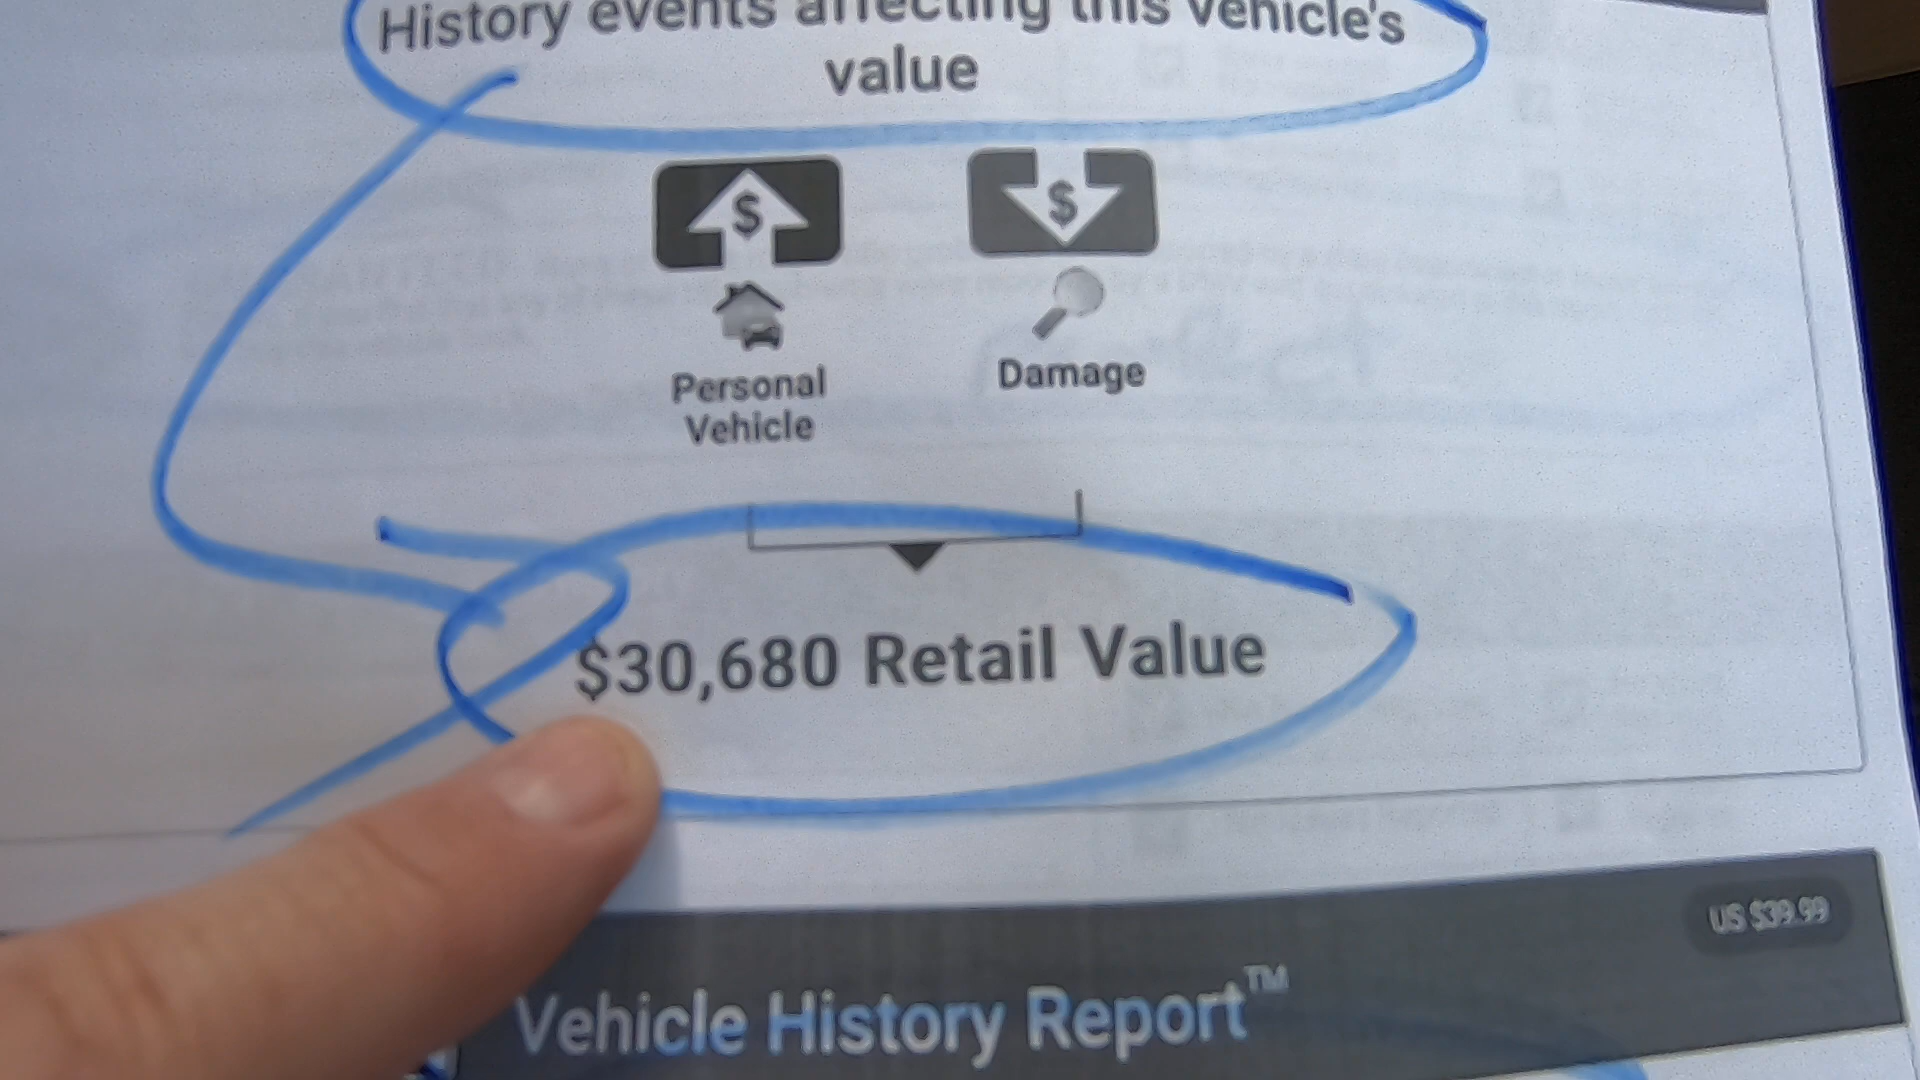 History events affecting this vehicle's
value
$
$
Personal
Vehicle
Damage
$30,680 Retail Value
US $39.99
Vehicle History Report™